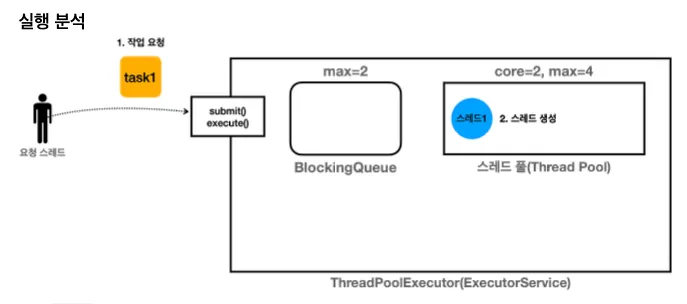 실행 분석
1. 작업 요청
task1
요청 스레드
submit()
execute()
max=2
BlockingQueue
core=2, max=4
스레드1
2. 스레드 생성
스레드 풀(Thread Pool)
ThreadPoolExecutor(ExecutorService)